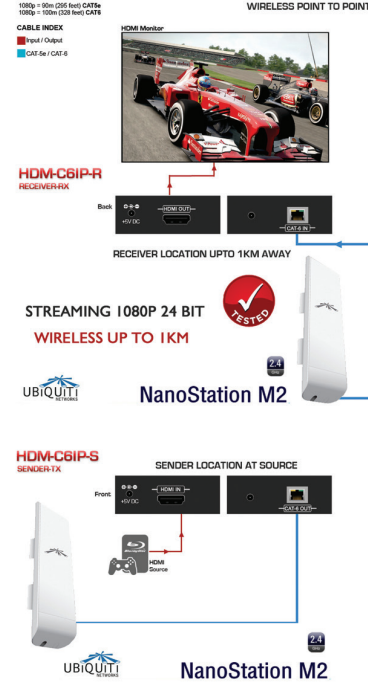 1080p = 90m (295 feet) CAT5e
1080p = 100m (328 feet) CAT6
WIRELESS POINT TO POINT
CABLE INDEX
Input / Output
CAT-5e / CAT-6
HDMI Monitor
HDM-C6IP-R
RECEIVER-RX
Back
+5V DC
HDMI OUT
CAT-6 IN
RECEIVER LOCATION UPTO 1KM AWAY
STREAMING 1080P 24 BIT
WIRELESS UP TO 1KM
TESTED
2.4
GHz
UBiQUiTi
NETWORKS
NanoStation M2
HDM-C6IP-S
SENDER-TX
SENDER LOCATION AT SOURCE
Front
+5V DC
HDMI IN
CAT-6 OUT
HDMI
Source
2.4
GHz
UBiQUiTi
NETWORKS
NanoStation M2